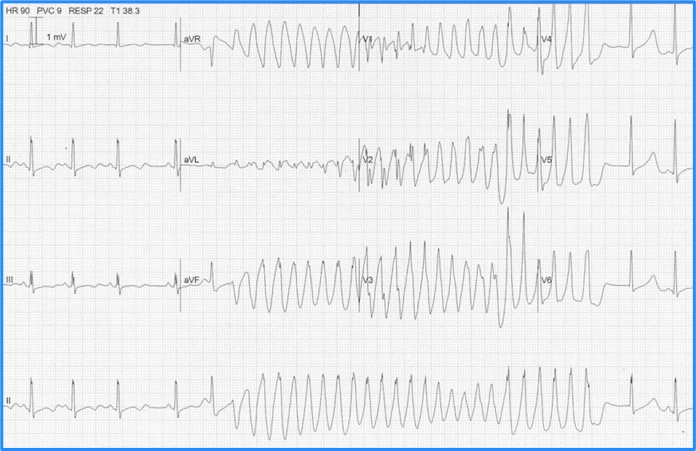 HR 90 PVC 9 RESP 22 T1 38.3
I 1 mV aVR V1 V4
II aVL V2 V5
III aVF V3 V6
II